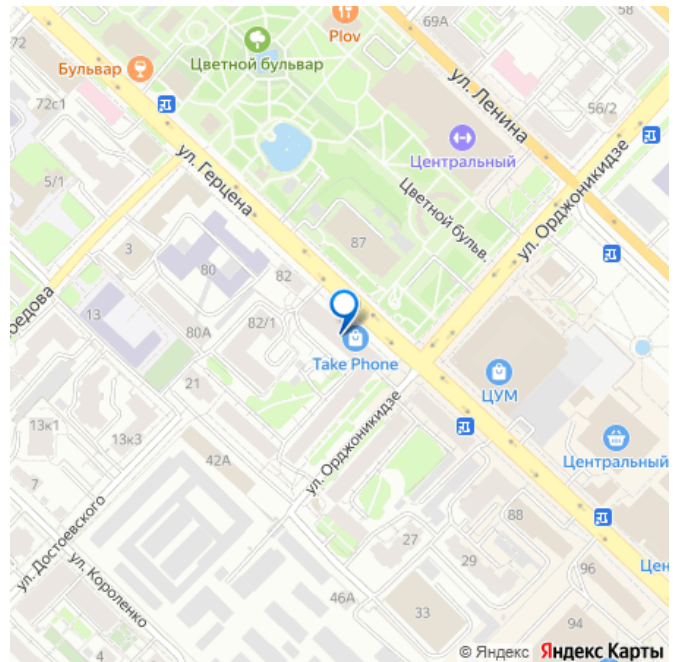 69А
58
72
Plov
Бульвар
Цветной бульвар
72с1
ул. Ленина
56/2
Центральный
ул. Герцена
5/1
Цветной бульв.
ул. Орджоникидзе
3
80
87
82
13
80А
82/1
Take Phone
21
ЦУМ
13к1
13к3
42А
ул. Орджоникидзе
Центральный
7
ул. Достоевского
88
27
29
96
Цен
ул. Короленко
46А
33
94
4
© Яндекс Яндекс Карты